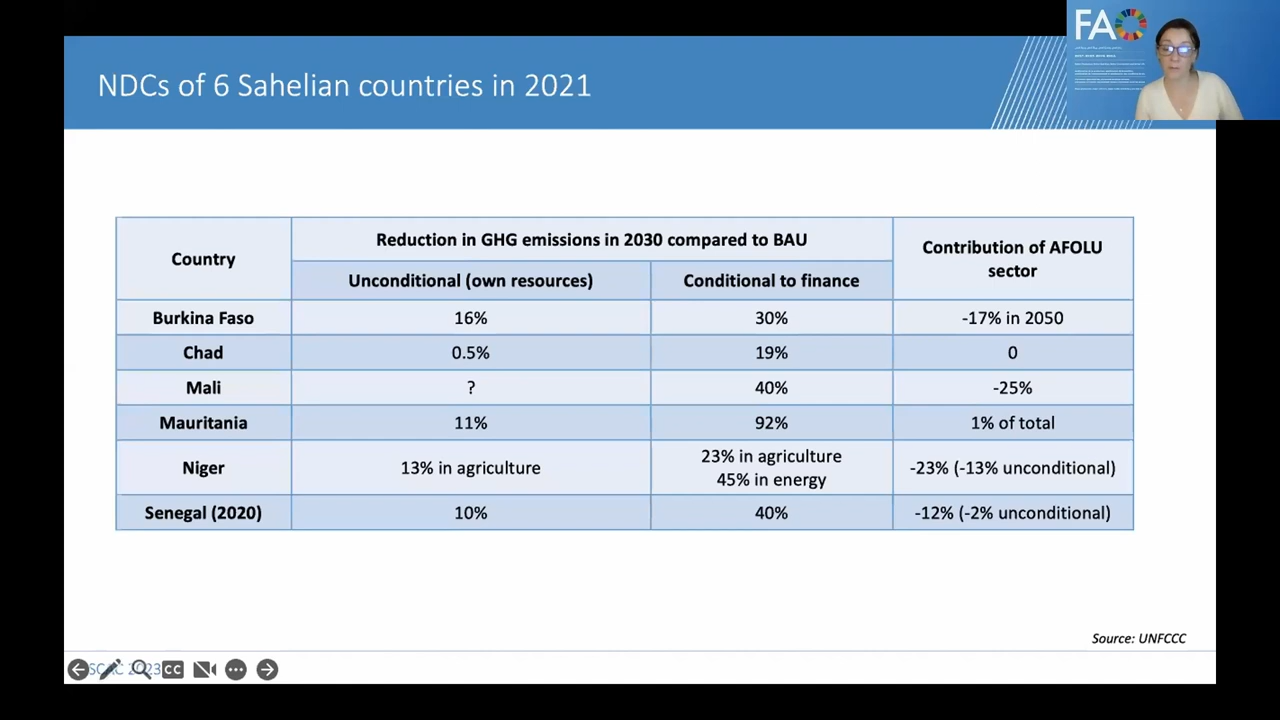 FAO
NDCs of 6 Sahelian countries in 2021
Country
Reduction in GHG emissions in 2030 compared to BAU
Contribution of AFOLU
sector
Unconditional (own resources)
Conditional to finance
Burkina Faso 16% 30% -17% in 2050
Chad 0.5% 19% 0
Mali ? 40% -25%
Mauritania 11% 92% 1% of total
Niger 13% in agriculture 23% in agriculture
45% in energy
-23% (-13% unconditional)
Senegal (2020) 10% 40% -12% (-2% unconditional)
Source: UNFCCC
2023
CC